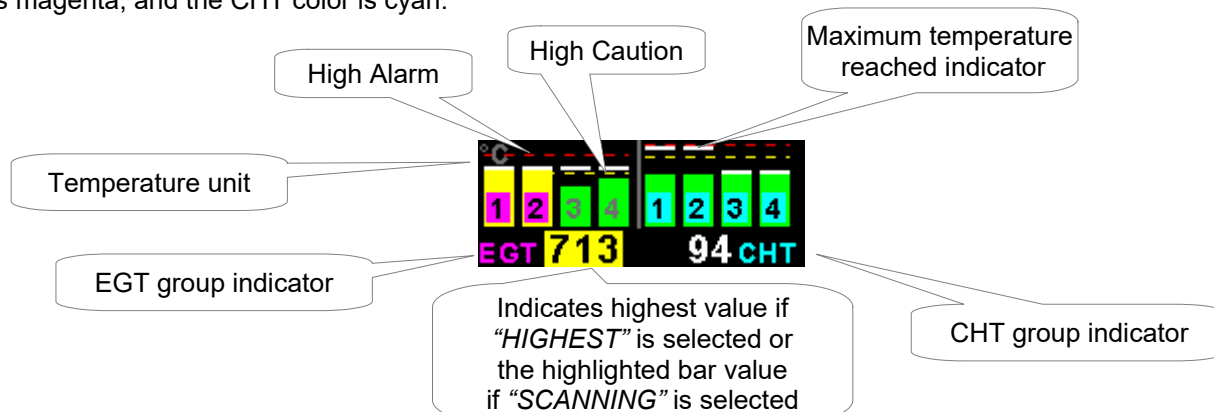 s magenta, and the CHT color is cyan.
High Alarm
High Caution
Maximum temperature
reached indicator
Temperature unit
°C
1 2 3 4 1 2 3 4
EGT 713 94 CHT
EGT group indicator
Indicates highest value if
“HIGHEST” is selected or
the highlighted bar value
if “SCANNING” is selected
CHT group indicator